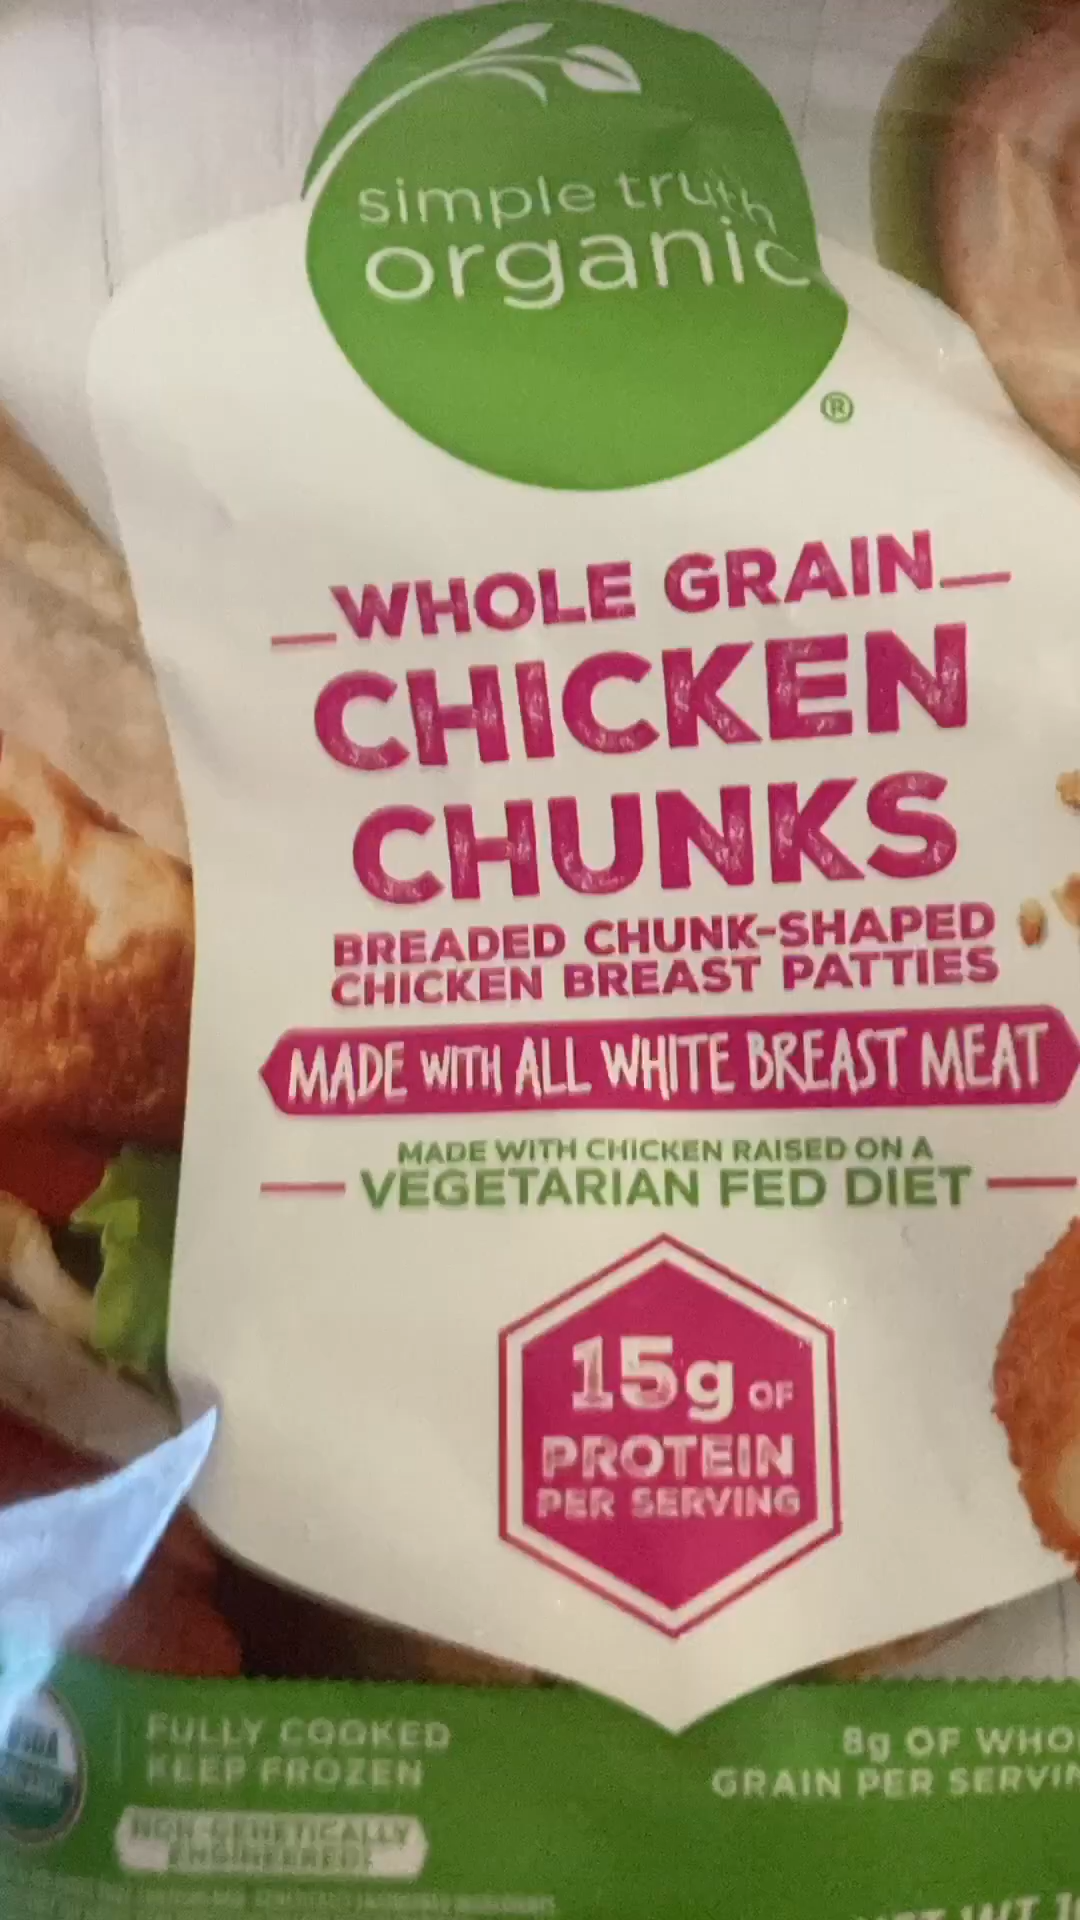 simple truth
organic
®
WHOLE GRAIN
CHICKEN
CHUNKS
BREADED CHUNK-SHAPED
CHICKEN BREAST PATTIES
MADE WITH ALL WHITE BREAST MEAT
MADE WITH CHICKEN RAISED ON A
VEGETARIAN FED DIET
15g OF
PROTEIN
PER SERVING
FULLY COOKED
KEEP FROZEN
NON-GENETICALLY
ENGINEERED
8g OF WHO
GRAIN PER SERVIN